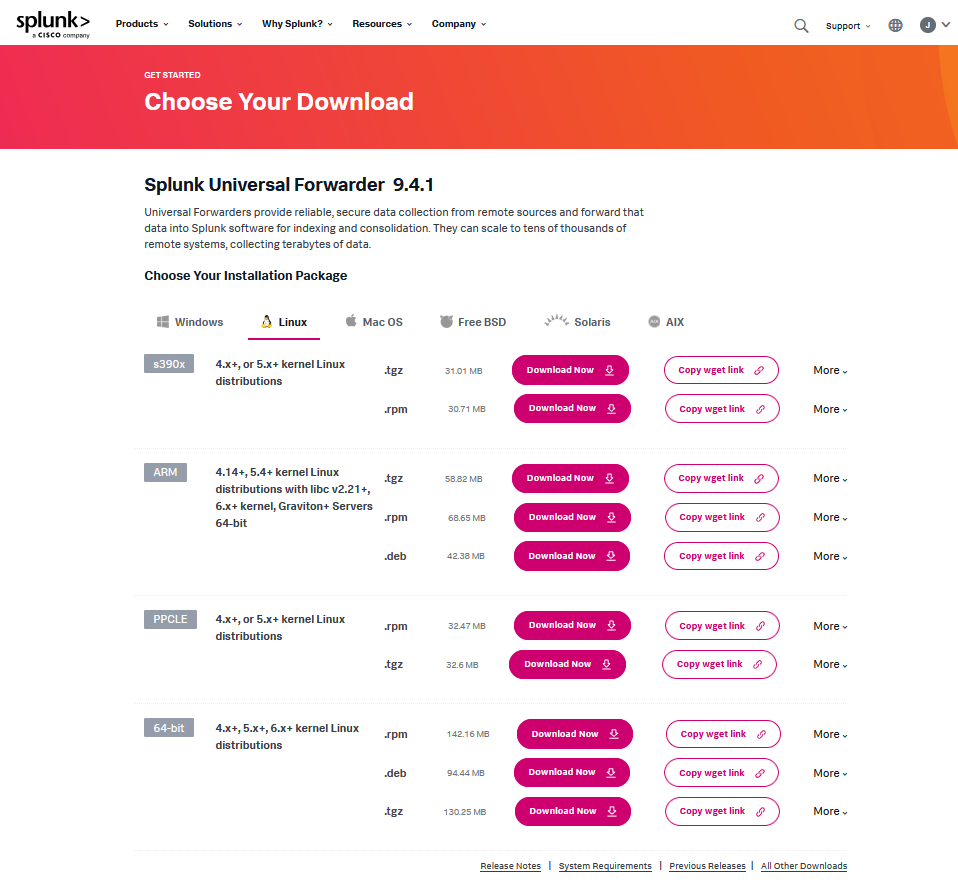 splunk>
a CISCO company
Products Solutions Why Splunk? Resources Company Support J
GET STARTED
Choose Your Download
Splunk Universal Forwarder 9.4.1
Universal Forwarders provide reliable, secure data collection from remote sources and forward that
data into Splunk software for indexing and consolidation. They can scale to tens of thousands of
remote systems, collecting terabytes of data.
Choose Your Installation Package
Windows Linux Mac OS Free BSD Solaris AIX AIX
s390x 4.x+, or 5.x+ kernel Linux .tgz 31.01 MB Download Now Copy wget link More
distributions
.rpm 30.71 MB Download Now Copy wget link More
ARM 4.14+, 5.4+ kernel Linux .tgz 58.82 MB Download Now Copy wget link More
distributions with libc v2.21+,
6.x+ kernel, Graviton+ Servers .rpm 68.65 MB Download Now Copy wget link More
64-bit
.deb 42.38 MB Download Now Copy wget link More
PPCLE 4.x+, or 5.x+ kernel Linux .rpm 32.47 MB Download Now Copy wget link More
distributions
.tgz 32.6 MB Download Now Copy wget link More
64-bit 4.x+, 5.x+, 6.x+ kernel Linux .rpm 142.16 MB Download Now Copy wget link More
distributions
.deb 94.44 MB Download Now Copy wget link More
.tgz 130.25 MB Download Now Copy wget link More
Release Notes | System Requirements | Previous Releases | All Other Downloads